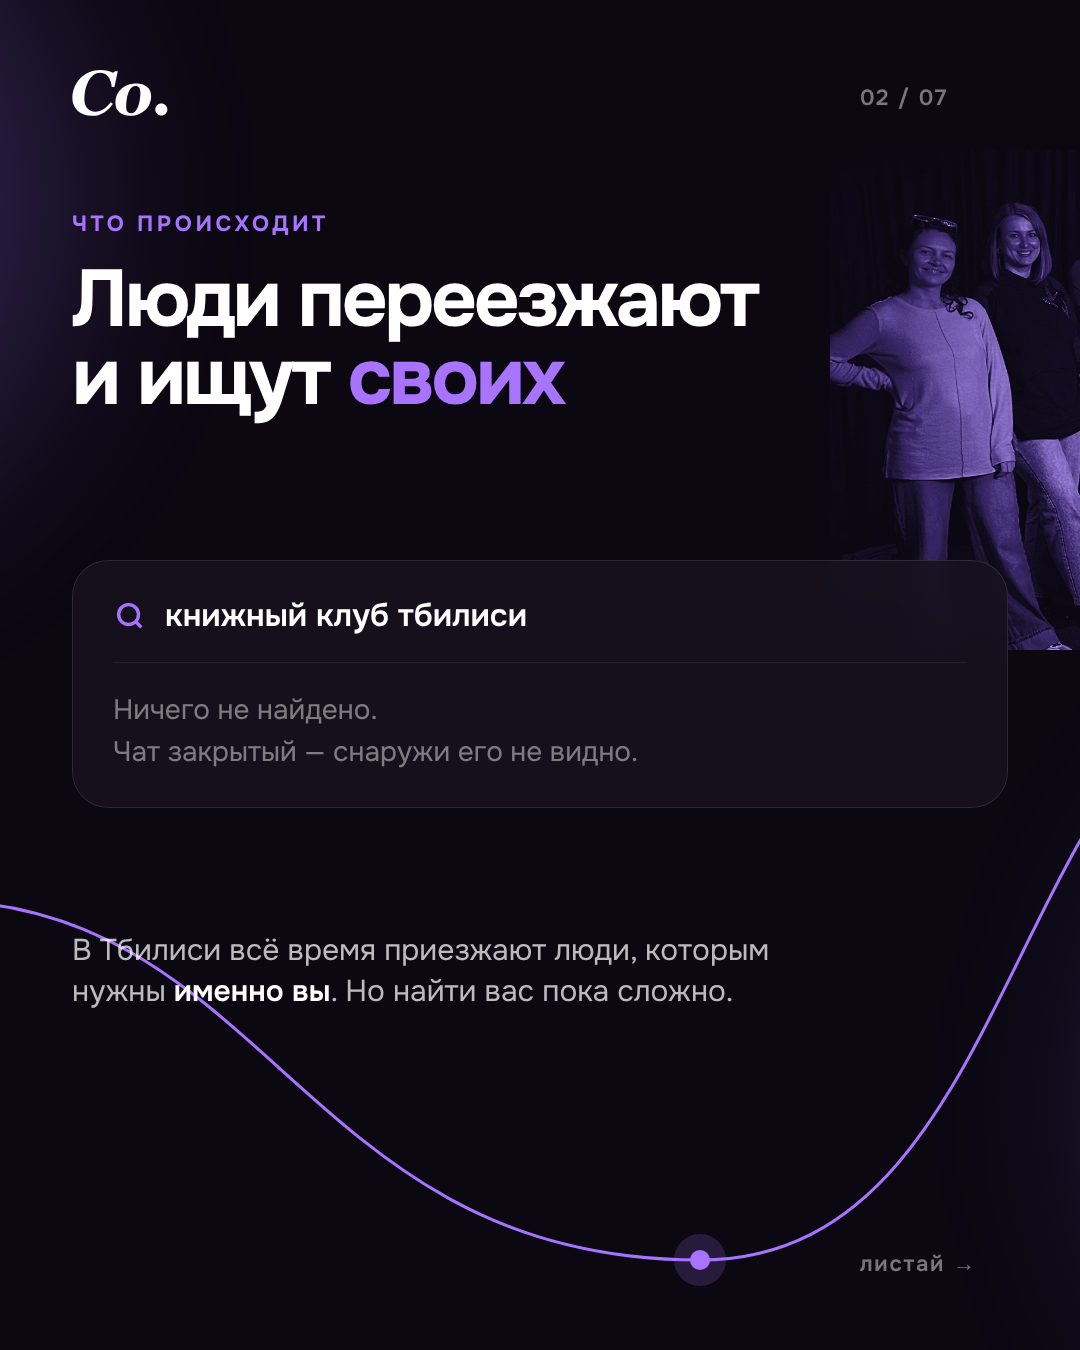 Co.
02 / 07
ЧТО ПРОИСХОДИТ
Люди переезжают
и ищут своих
книжный клуб тбилиси
Ничего не найдено.
Чат закрытый — снаружи его не видно.
В Тбилиси всё время приезжают люди, которым
нужны именно вы. Но найти вас пока сложно.
листай →